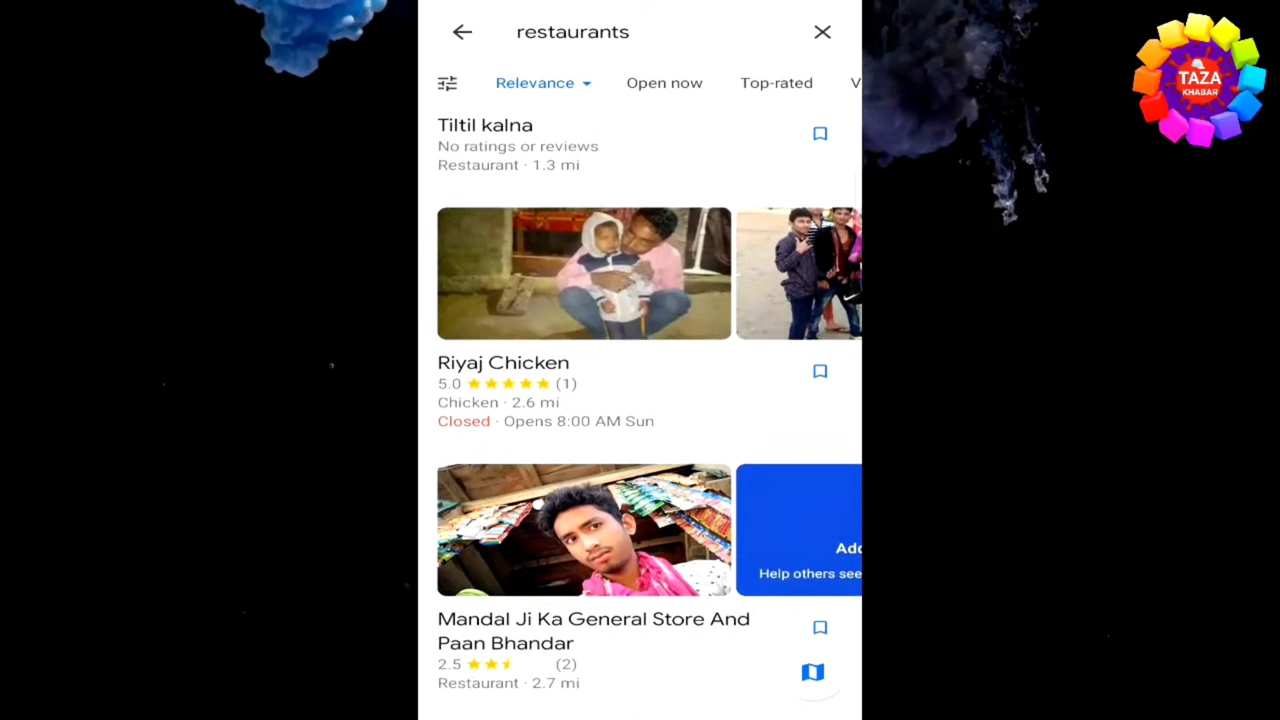 restaurants
Relevance
Open now
Top-rated
V
Tiltil kalna
No ratings or reviews
Restaurant · 1.3 mi
Riyaj Chicken
5.0 (1)
Chicken · 2.6 mi
Closed · Opens 8:00 AM Sun
Add
Help others see
Mandal Ji Ka General Store And
Paan Bhandar
2.5 (2)
Restaurant · 2.7 mi
TAZA
KHABAR